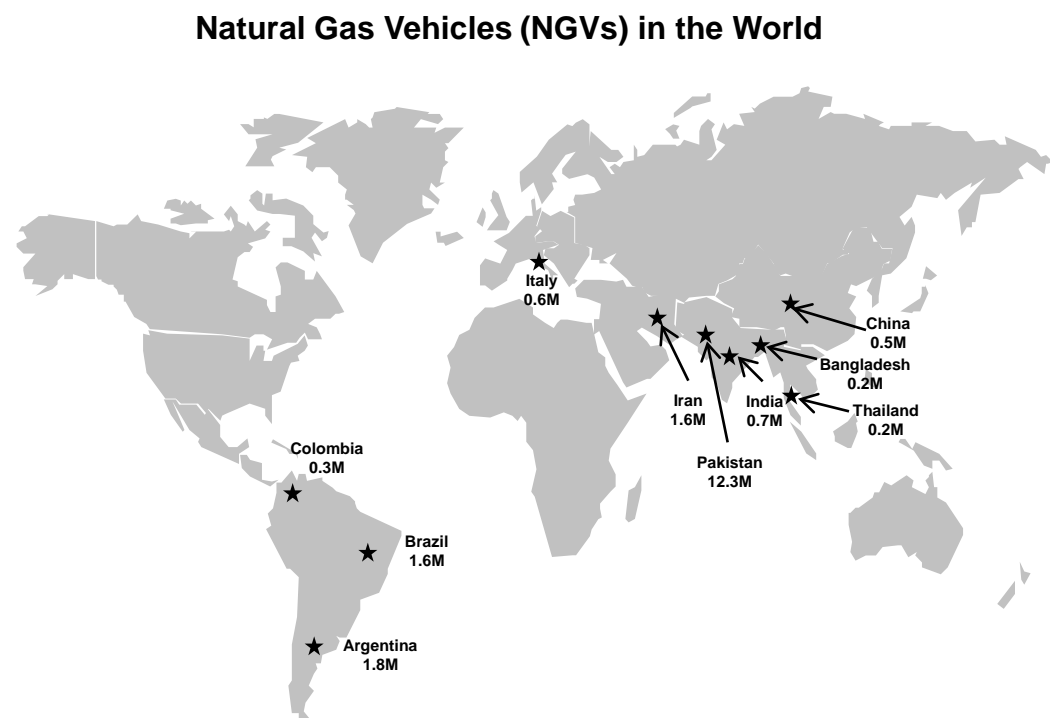 Natural Gas Vehicles (NGVs) in the World
Italy
0.6M
China
0.5M
Bangladesh
0.2M
Iran
1.6M
India
0.7M
Thailand
0.2M
Pakistan
12.3M
Colombia
0.3M
Brazil
1.6M
Argentina
1.8M